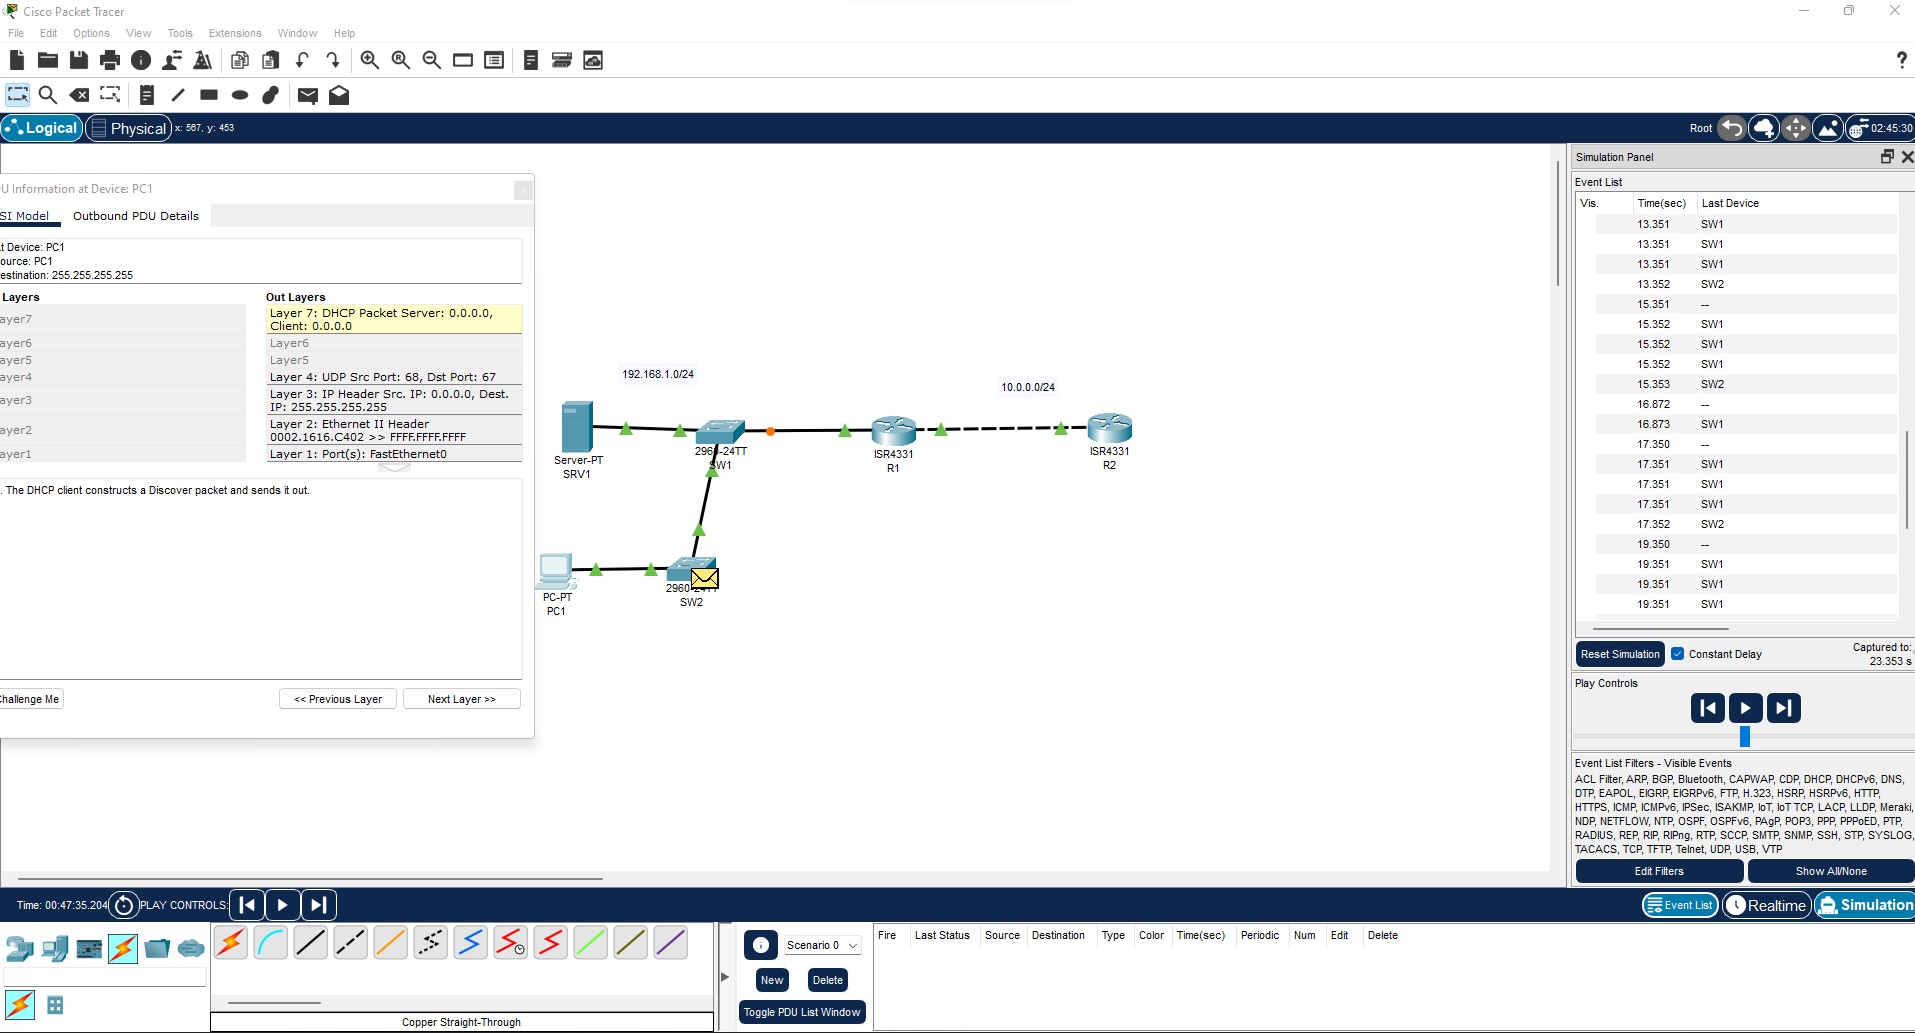 Cisco Packet Tracer
File Edit Options View Tools Extensions Window Help
Logical Physical x: 567, y: 453 Root 02:45:30
U Information at Device: PC1
SI Model Outbound PDU Details
t Device: PC1
ource: PC1
estination: 255.255.255.255
Layers
ayer7
ayer6
ayer5
ayer4
ayer3
ayer2
ayer1
Out Layers
Layer 7: DHCP Packet Server: 0.0.0.0,
Client: 0.0.0.0
Layer6
Layer5
Layer 4: UDP Src Port: 68, Dst Port: 67
Layer 3: IP Header Src. IP: 0.0.0.0, Dest.
IP: 255.255.255.255
Layer 2: Ethernet II Header
0002.1616.C402 >> FFFF.FFFF.FFFF
Layer 1: Port(s): FastEthernet0
. The DHCP client constructs a Discover packet and sends it out.
Challenge Me << Previous Layer Next Layer >>
192.168.1.0/24
10.0.0.0/24
Server-PT
SRV1
2960-24TT
SW1
ISR4331
R1
ISR4331
R2
PC-PT
PC1
2960-24TT
SW2
Simulation Panel
Event List
Vis. Time(sec) Last Device
13.351 SW1
13.351 SW1
13.351 SW1
13.352 SW2
15.351 --
15.352 SW1
15.352 SW1
15.352 SW1
15.353 SW2
16.872 --
16.873 SW1
17.350 --
17.351 SW1
17.351 SW1
17.351 SW1
17.352 SW2
19.350 --
19.351 SW1
19.351 SW1
19.351 SW1
Reset Simulation Constant Delay
Captured to:
23.353 s
Play Controls
Event List Filters - Visible Events
ACL Filter, ARP, BGP, Bluetooth, CAPWAP, CDP, DHCP, DHCPv6, DNS,
DTP, EAPOL, EIGRP, EIGRPv6, FTP, H.323, HSRP, HSRPv6, HTTP,
HTTPS, ICMP, ICMPv6, IPSec, ISAKMP, IoT, IoT TCP, LACP, LLDP, Meraki,
NDP, NETFLOW, NTP, OSPF, OSPFv6, PAgP, POP3, PPP, PPPoED, PTP,
RADIUS, REP, RIP, RIPng, RTP, SCCP, SMTP, SNMP, SSH, STP, SYSLOG,
TACACS, TCP, TFTP, Telnet, UDP, USB, VTP
Edit Filters Show All/None
Time: 00:47:35.204 PLAY CONTROLS: Event List Realtime Simulation
Scenario 0
New Delete
Toggle PDU List Window
Fire Last Status Source Destination Type Color Time(sec) Periodic Num Edit Delete
Copper Straight-Through